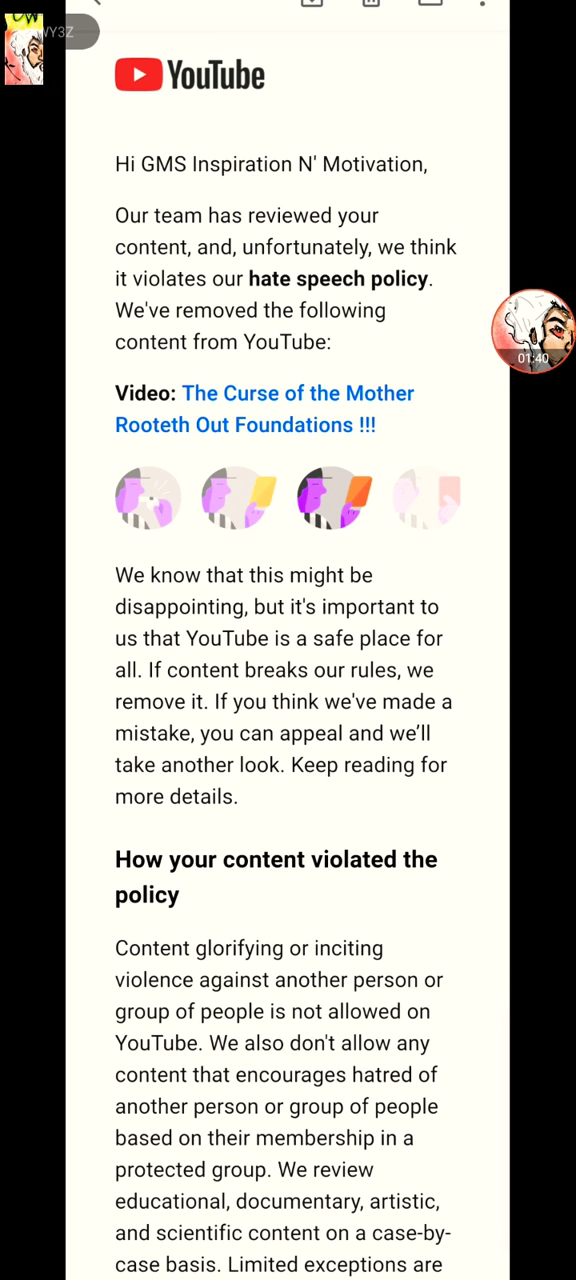 WY3Z
YouTube
Hi GMS Inspiration N' Motivation,
Our team has reviewed your
content, and, unfortunately, we think
it violates our hate speech policy.
We've removed the following
content from YouTube:
01:40
Video: The Curse of the Mother
Rooteth Out Foundations !!!
We know that this might be
disappointing, but it's important to
us that YouTube is a safe place for
all. If content breaks our rules, we
remove it. If you think we've made a
mistake, you can appeal and we’ll
take another look. Keep reading for
more details.
How your content violated the
policy
Content glorifying or inciting
violence against another person or
group of people is not allowed on
YouTube. We also don't allow any
content that encourages hatred of
another person or group of people
based on their membership in a
protected group. We review
educational, documentary, artistic,
and scientific content on a case-by-
case basis. Limited exceptions are